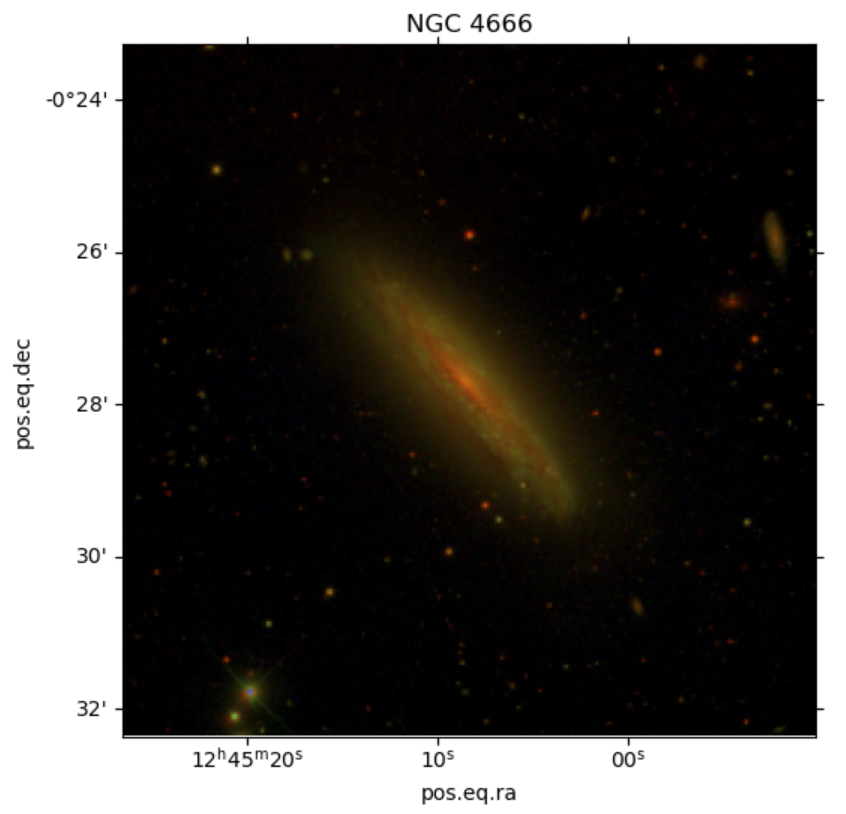 NGC 4666
-0°24'
26'
28'
30'
32'
pos.eq.dec
12ʰ45ᵐ20ˢ 10ˢ 00ˢ
pos.eq.ra